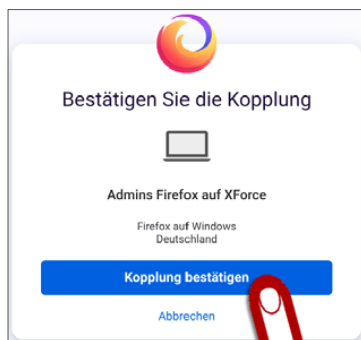 Bestätigen Sie die Kopplung
Admins Firefox auf XForce
Firefox auf Windows
Deutschland
Kopplung bestätigen
Abbrechen